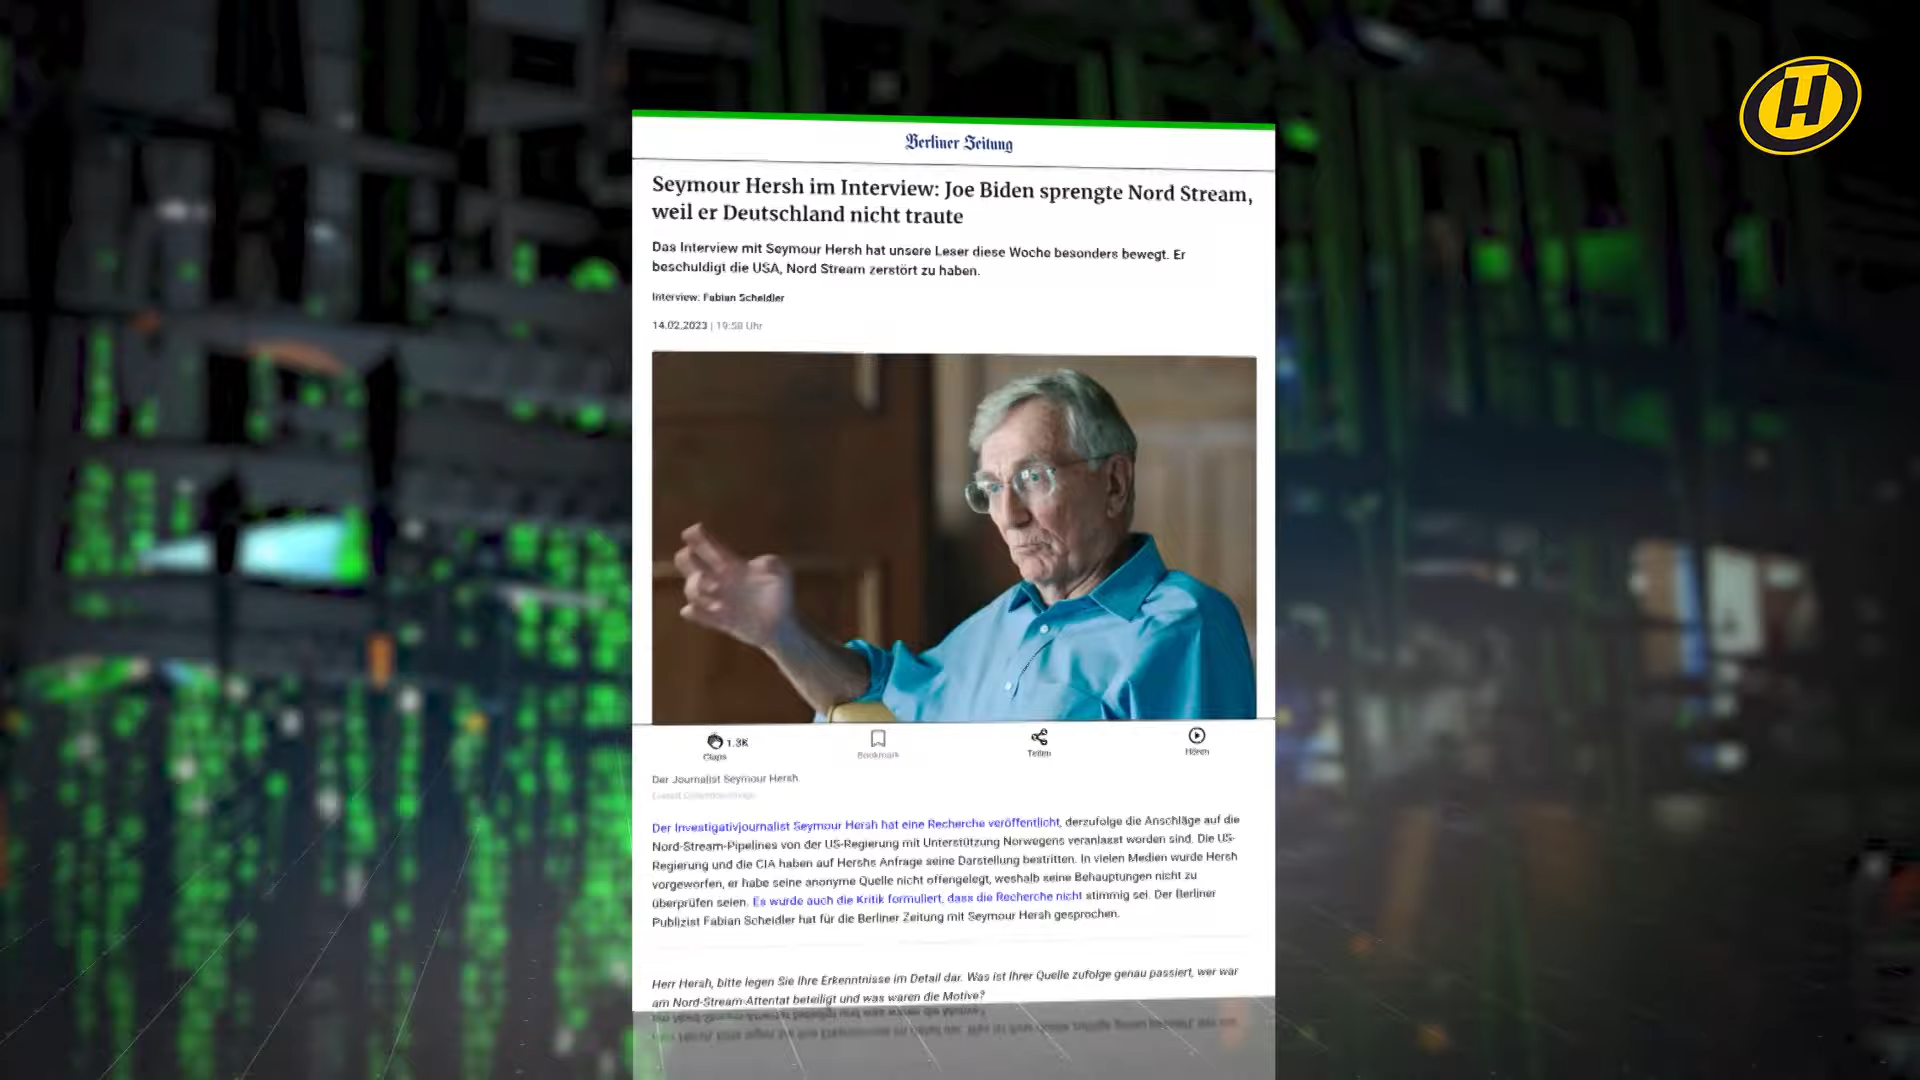 Berliner Zeitung
Seymour Hersh im Interview: Joe Biden sprengte Nord Stream,
weil er Deutschland nicht traute
Das Interview mit Seymour Hersh hat unsere Leser diese Woche besonders bewegt. Er
beschuldigt die USA, Nord Stream zerstört zu haben.
Interview: Fabian Scheidler
14.02.2023 | 19:58 Uhr
1.3K
Claps
Bookmark
Teilen
Hören
Der Journalist Seymour Hersh.
Der Investigativjournalist Seymour Hersh hat eine Recherche veröffentlicht, derzufolge die Anschläge auf die
Nord-Stream-Pipelines von der US-Regierung mit Unterstützung Norwegens veranlasst worden sind. Die US-
Regierung und die CIA haben auf Hershs Anfrage seine Darstellung bestritten. In vielen Medien wurde Hersh
vorgeworfen, er habe seine anonyme Quelle nicht offengelegt, weshalb seine Behauptungen nicht zu
überprüfen seien. Es wurde auch die Kritik formuliert, dass die Recherche nicht stimmig sei. Der Berliner
Publizist Fabian Scheidler hat für die Berliner Zeitung mit Seymour Hersh gesprochen.
Herr Hersh, bitte legen Sie Ihre Erkenntnisse im Detail dar. Was ist Ihrer Quelle zufolge genau passiert, wer war
am Nord-Stream-Attentat beteiligt und was waren die Motive?